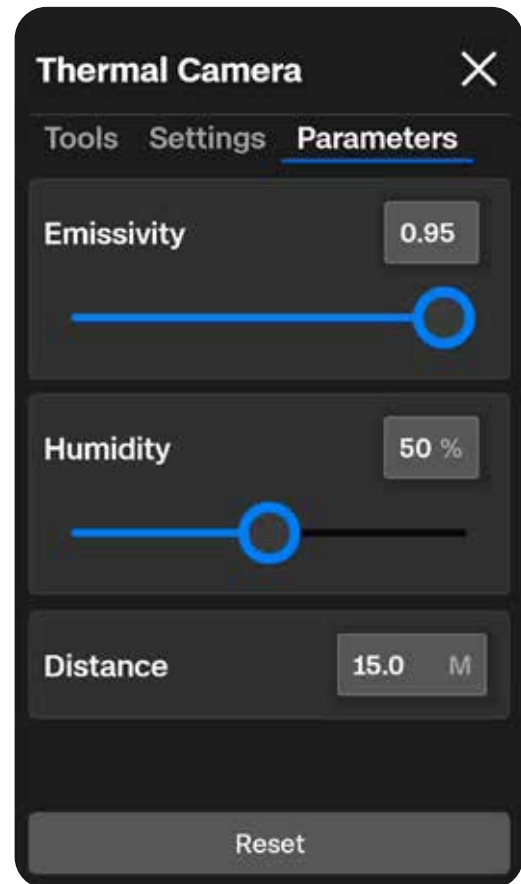 Thermal Camera
Tools Settings Parameters
Emissivity 0.95
Humidity 50 %
Distance 15.0 M
Reset